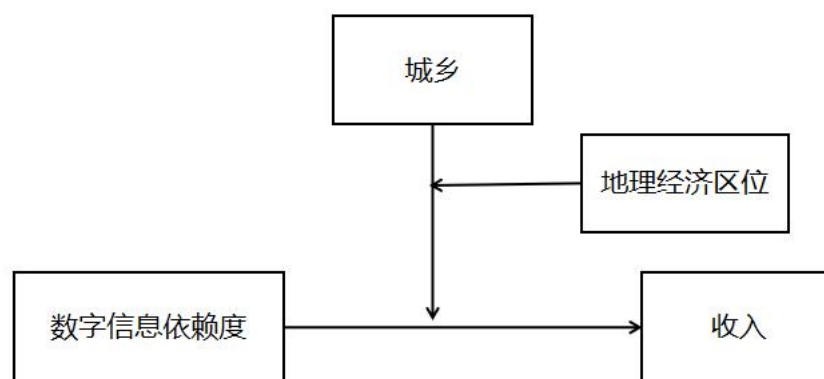 城乡
地理经济区位
数字信息依赖度
收入